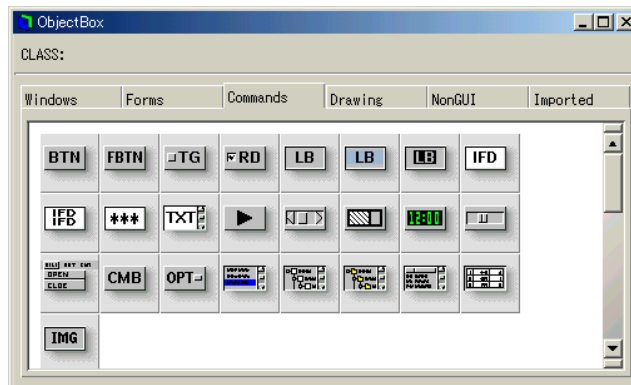 ObjectBox
CLASS:
Windows Forms Commands Drawing NonGUI Imported
BTN FBTN TG RD LB LB LB IFD
IFD IFD *** TXT 12:00
OPEN CLOE CMB OPT
IMG